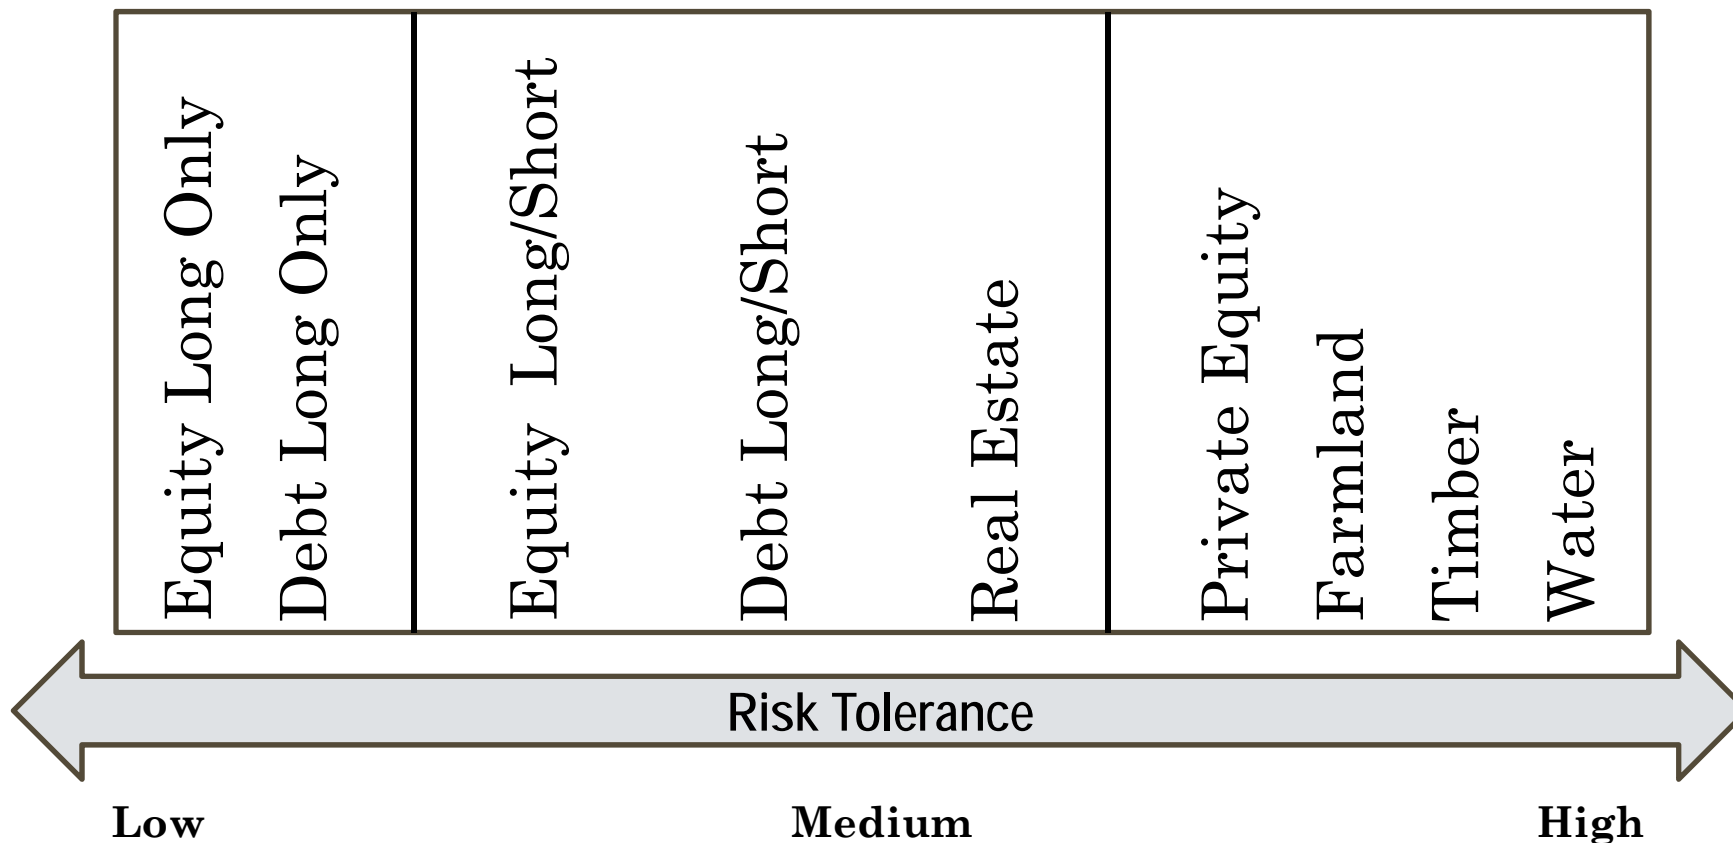 Equity Long Only
Debt Long Only
Equity  Long/Short
Debt Long/Short
Real Estate
Private Equity
Farmland
Timber
Water
Risk Tolerance
Low
Medium
High